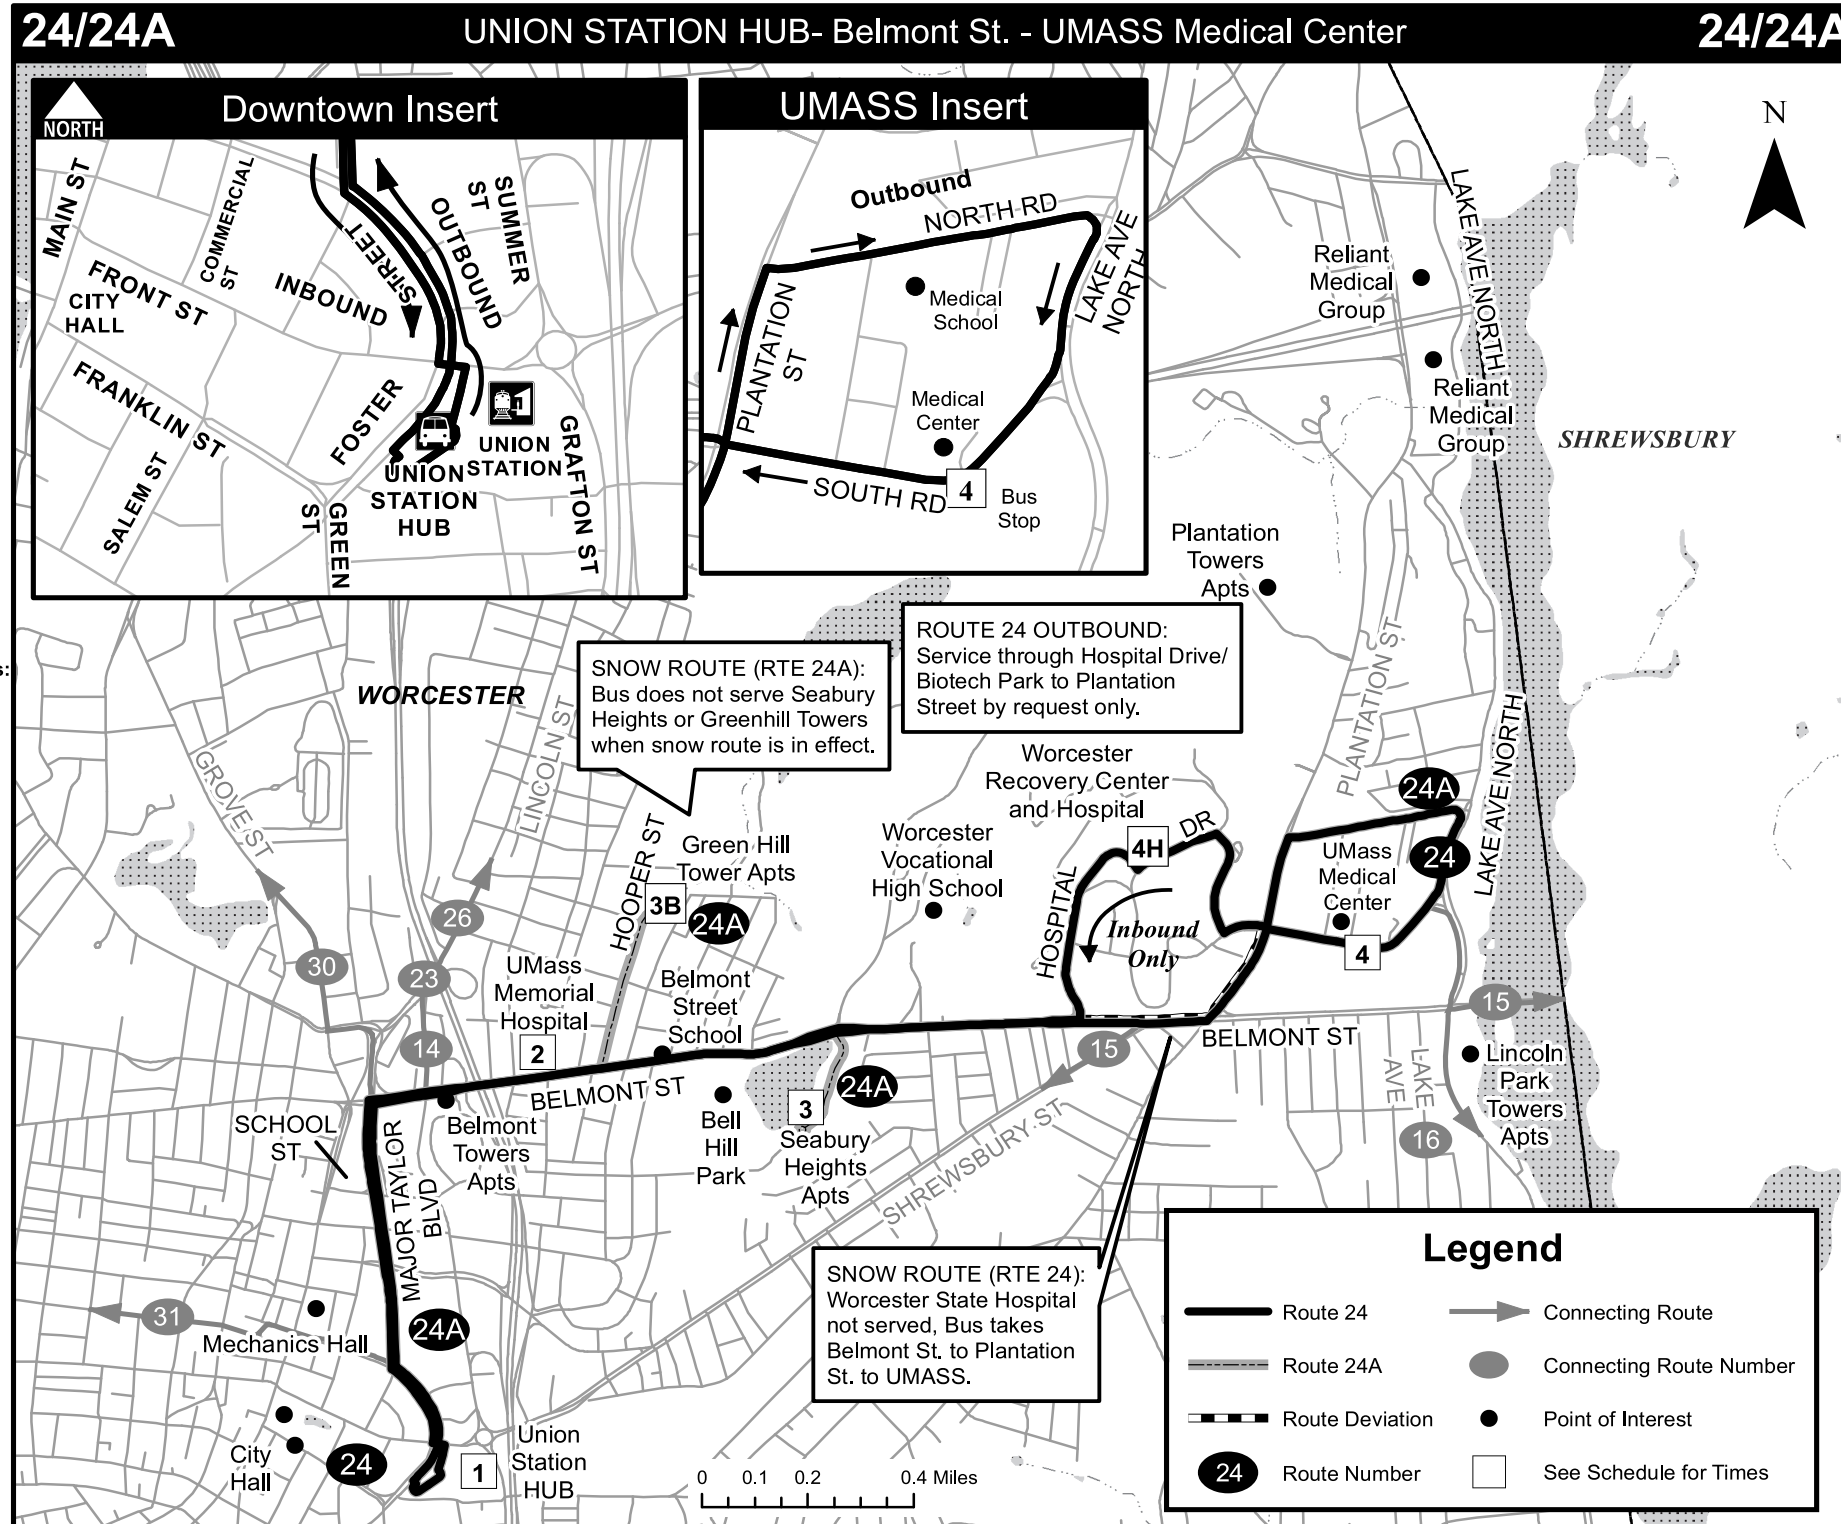 24/24A
UNION STATION HUB- Belmont St. - UMASS Medical Center
24/24A
Downtown Insert
NORTH
MAIN ST
COMMERCIAL
ST
SUMMER
ST
OUTBOUND
STREET
INBOUND
FRONT ST
CITY
HALL
FRANKLIN ST
FOSTER
SALEM ST
GREEN
ST
UNION
STATION
HUB
UNION
STATION
GRAFTON ST
UMASS Insert
Outbound
NORTH RD
LAKE AVE
NORTH
PLANTATION
ST
Medical
School
Medical
Center
SOUTH RD
4
Bus
Stop
N
Reliant
Medical
Group
LAKE AVE NORTH
Reliant
Medical
Group
SHREWSBURY
Plantation
Towers
Apts
s:
SNOW ROUTE (RTE 24A):
Bus does not serve Seabury
Heights or Greenhill Towers
when snow route is in effect.
ROUTE 24 OUTBOUND:
Service through Hospital Drive/
Biotech Park to Plantation
Street by request only.
WORCESTER
LINCOLN ST
GROVE ST
PLANTATION ST
LAKE AVE NORTH
Worcester
Recovery Center
and Hospital
24A
HOOPER ST
Green Hill
Tower Apts
Worcester
Vocational
High School
4H
DR
HOSPITAL
UMass
Medical
Center
24
3B
24A
26
30
23
Inbound
Only
4
UMass
Memorial
Hospital
Belmont
Street
School
15
14
2
15
BELMONT ST
BELMONT ST
24A
LAKE
AVE
Lincoln
Park
Towers
Apts
3
Bell
Hill
Park
Seabury
Heights
Apts
SCHOOL
ST
Belmont
Towers
Apts
16
SHREWSBURY ST
MAJOR TAYLOR
BLVD
31
Mechanics Hall
24A
SNOW ROUTE (RTE 24):
Worcester State Hospital
not served, Bus takes
Belmont St. to Plantation
St. to UMASS.
City
Hall
24
1
Union
Station
HUB
0 0.1 0.2 0.4 Miles
Legend
Route 24
Connecting Route
Route 24A
Connecting Route Number
Route Deviation
Point of Interest
24
Route Number
See Schedule for Times